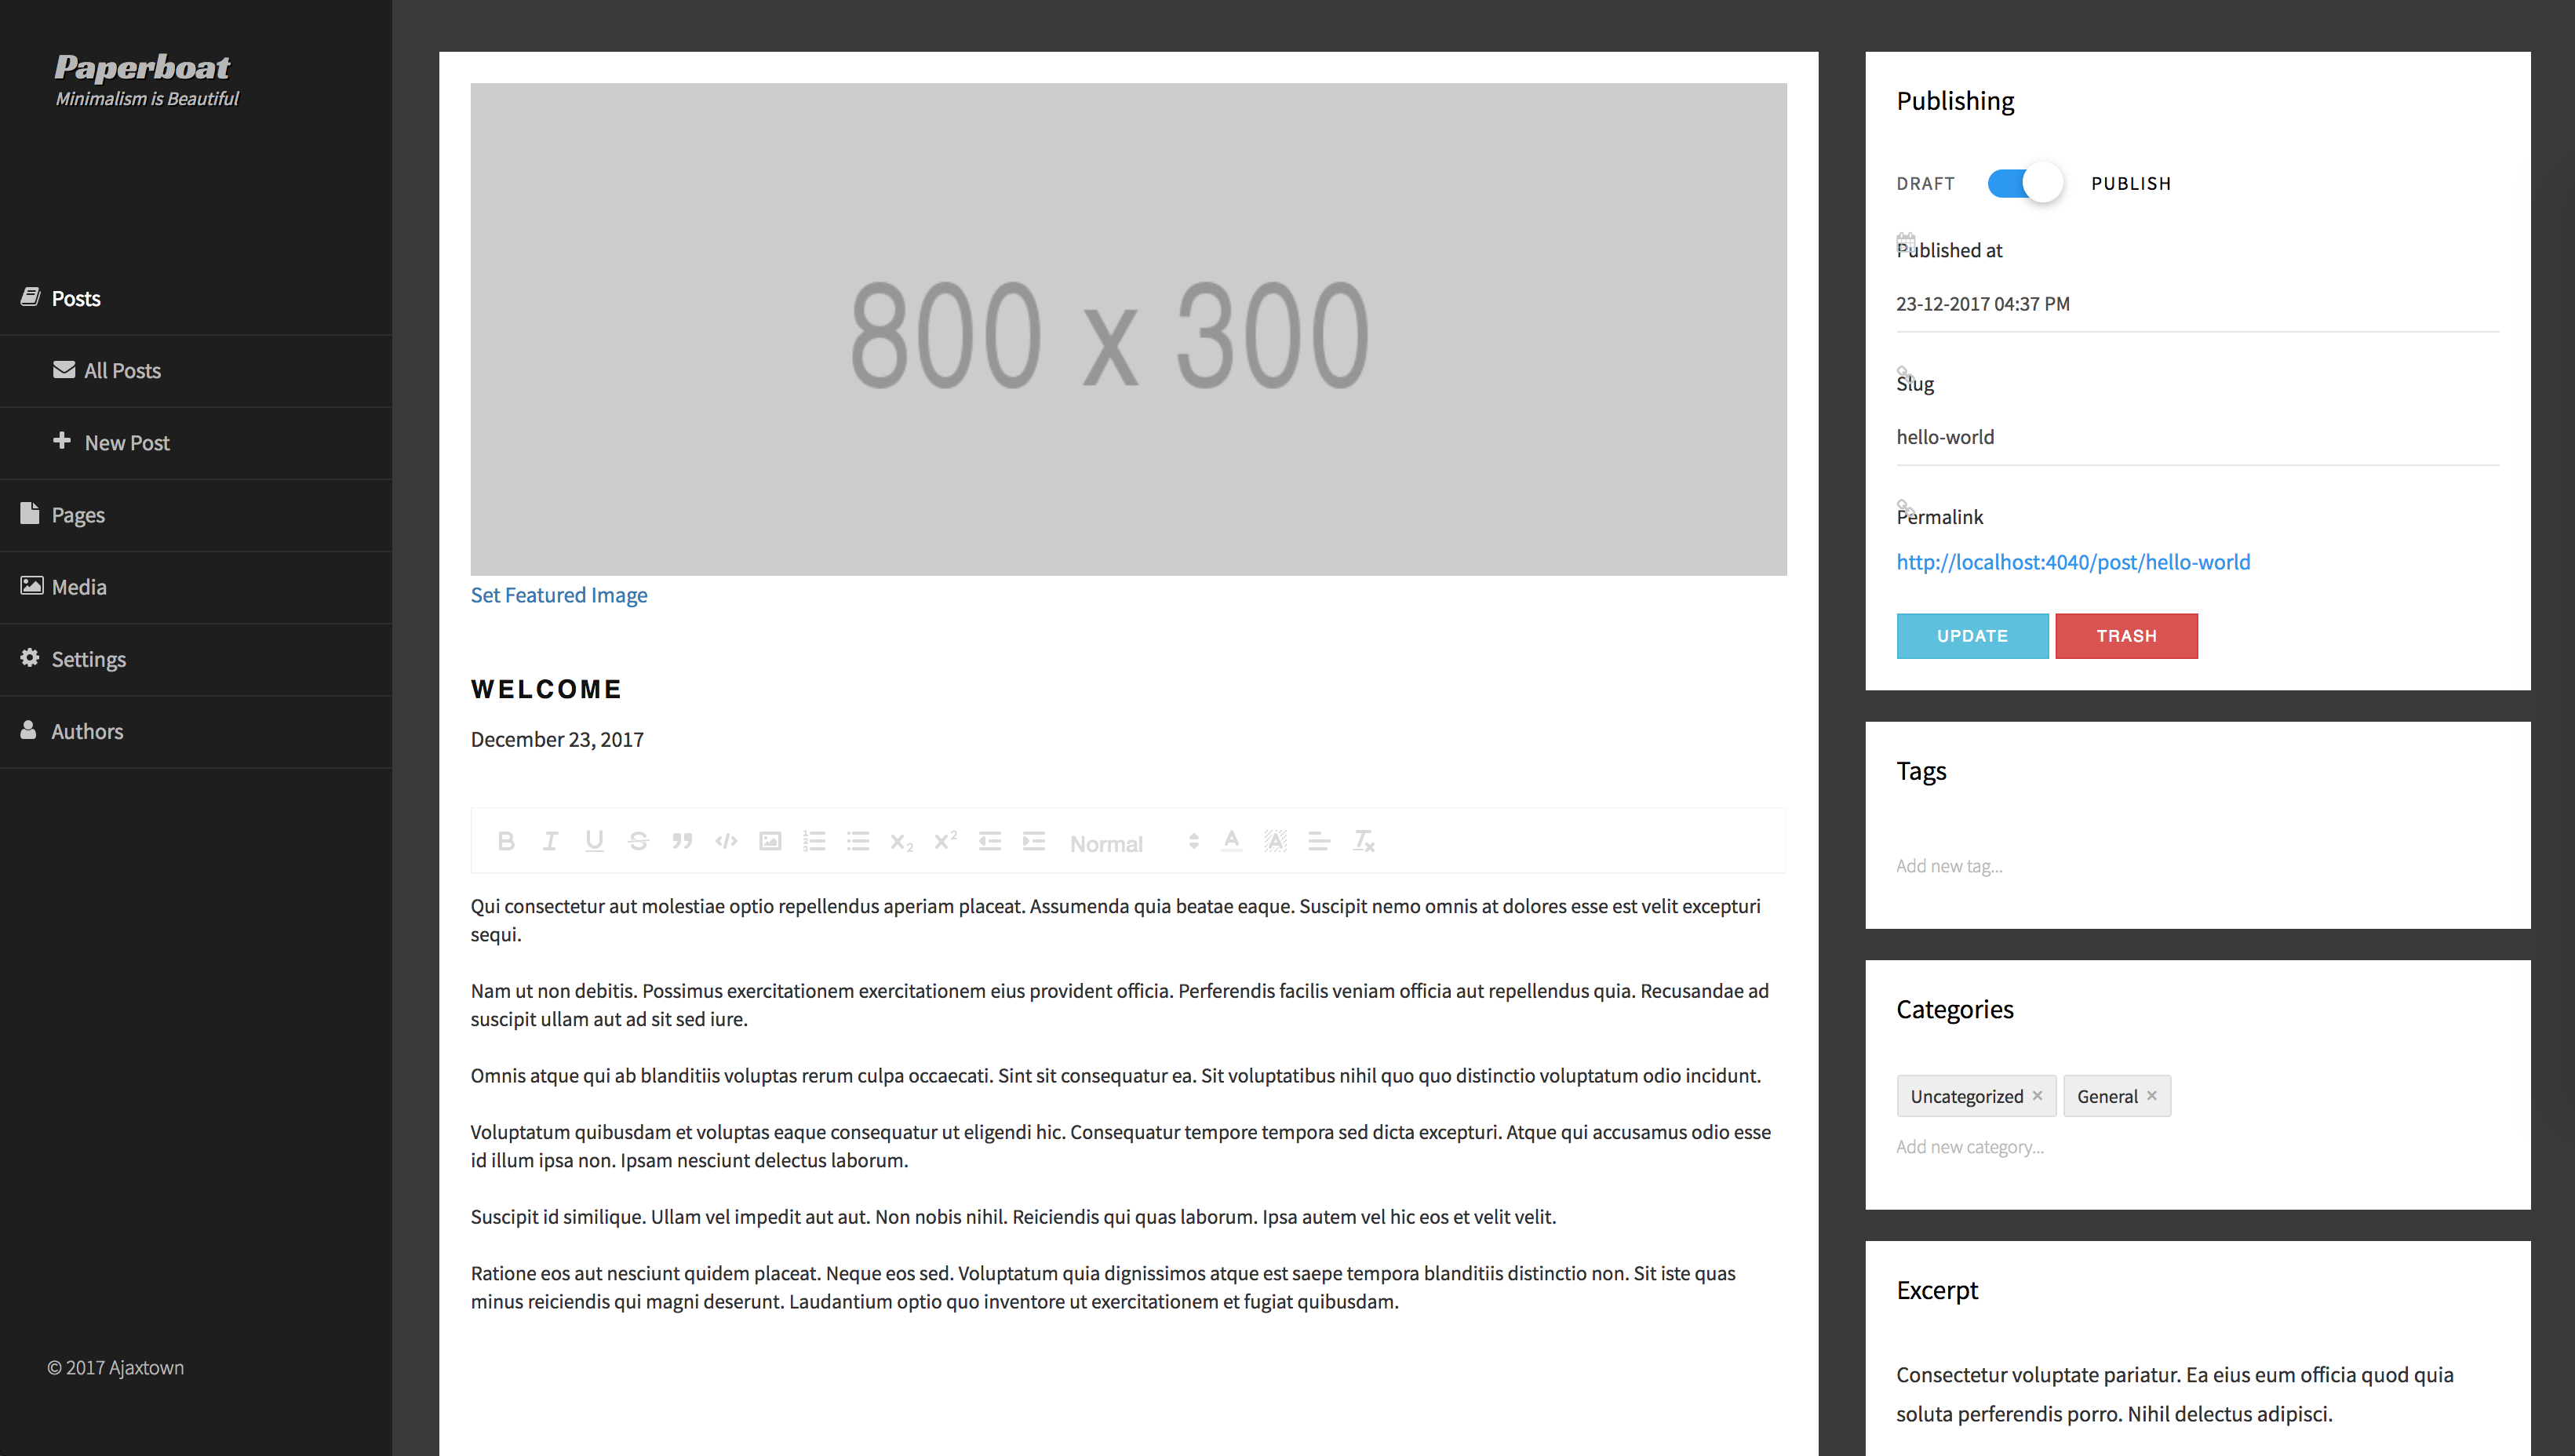 Paperboat
Minimalism is Beautiful
Posts
All Posts
New Post
Pages
Media
Settings
Authors
© 2017 Ajaxtown
800 x 300
Set Featured Image
WELCOME
December 23, 2017
Normal
Qui consectetur aut molestiae optio repellendus aperiam placeat. Assumenda quia beatae eaque. Suscipit nemo omnis at dolores esse est velit excepturi
sequi.
Nam ut non debitis. Possimus exercitationem exercitationem eius provident officia. Perferendis facilis veniam officia aut repellendus quia. Recusandae ad
suscipit ullam aut ad sit sed iure.
Omnis atque qui ab blanditiis voluptas rerum culpa occaecati. Sint sit consequatur ea. Sit voluptatibus nihil quo quo distinctio voluptatum odio incidunt.
Voluptatum quibusdam et voluptas eaque consequatur ut eligendi hic. Consequatur tempore tempora sed dicta excepturi. Atque qui accusamus odio esse
id illum ipsa non. Ipsam nesciunt delectus laborum.
Suscipit id similique. Ullam vel impedit aut aut. Non nobis nihil. Reiciendis qui quas laborum. Ipsa autem vel hic eos et velit velit.
Ratione eos aut nesciunt quidem placeat. Neque eos sed. Voluptatum quia dignissimos atque est saepe tempora blanditiis distinctio non. Sit iste quas
minus reiciendis qui magni deserunt. Laudantium optio quo inventore ut exercitationem et fugiat quibusdam.
Publishing
DRAFT PUBLISH
Published at
23-12-2017 04:37 PM
Slug
hello-world
Permalink
http://localhost:4040/post/hello-world
UPDATE TRASH
Tags
Add new tag...
Categories
Uncategorized × General ×
Add new category...
Excerpt
Consectetur voluptate pariatur. Ea eius eum officia quod quia
soluta perferendis porro. Nihil delectus adipisci.